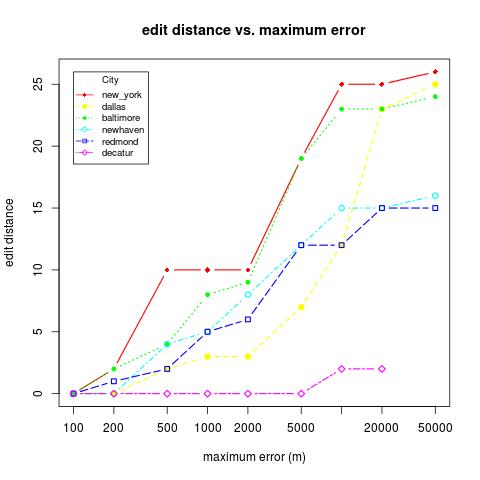 edit distance vs. maximum error
City
new_york
dallas
baltimore
newhaven
redmond
decatur
edit distance
25
20
15
10
5
0
100 200 500 1000 2000 5000 20000 50000
maximum error (m)